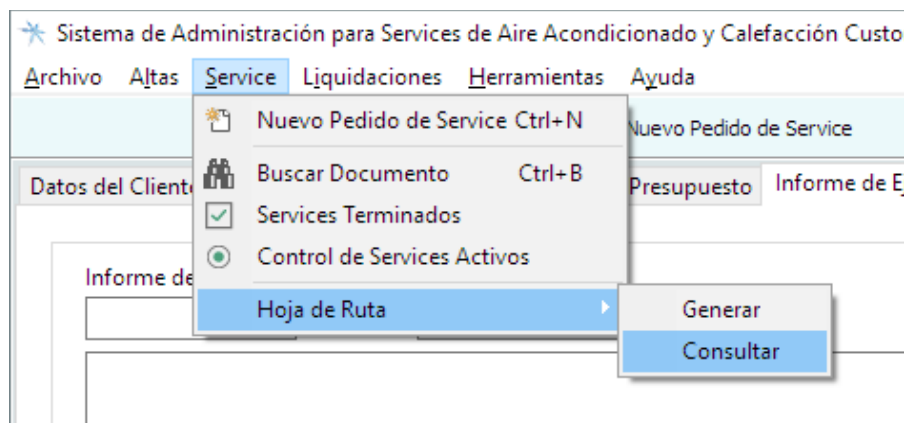 Sistema de Administración para Services de Aire Acondicionado y Calefacción Custo
Archivo Altas Service Liquidaciones Herramientas Ayuda
Nuevo Pedido de Service Ctrl+N
Nuevo Pedido de Service
Buscar Documento Ctrl+B
Datos del Cliente
Presupuesto
Informe de Ej
Services Terminados
Control de Services Activos
Informe de
Hoja de Ruta
Generar
Consultar